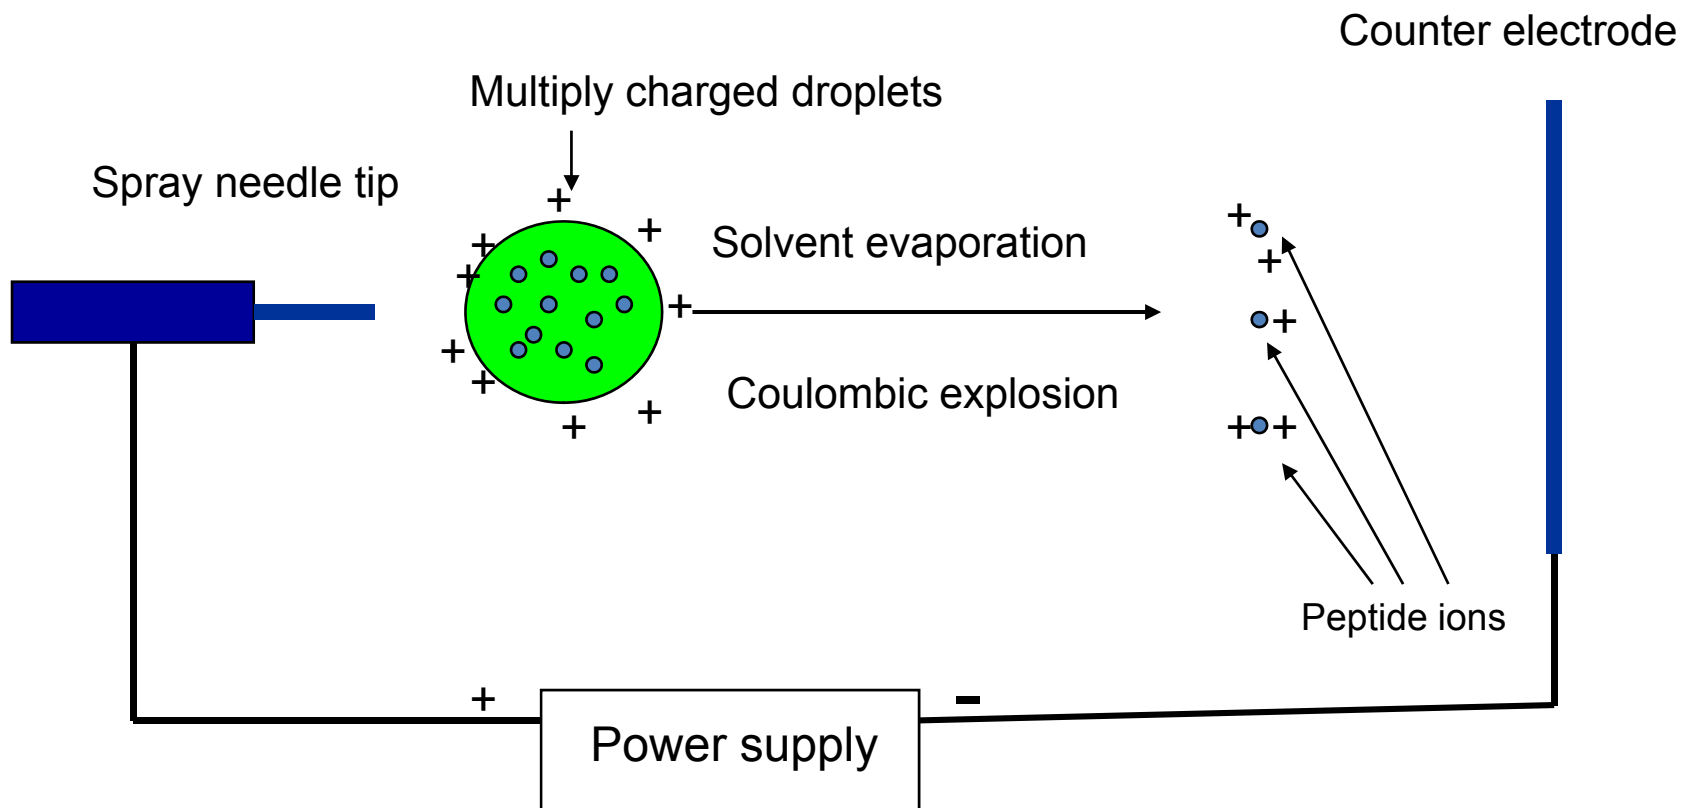 Counter electrode
Multiply charged droplets
Spray needle tip
+
+
+
+
+
+
+
+
+
+
Solvent evaporation
Coulombic explosion
+
+
+
+
+
Peptide ions
+
-
Power supply